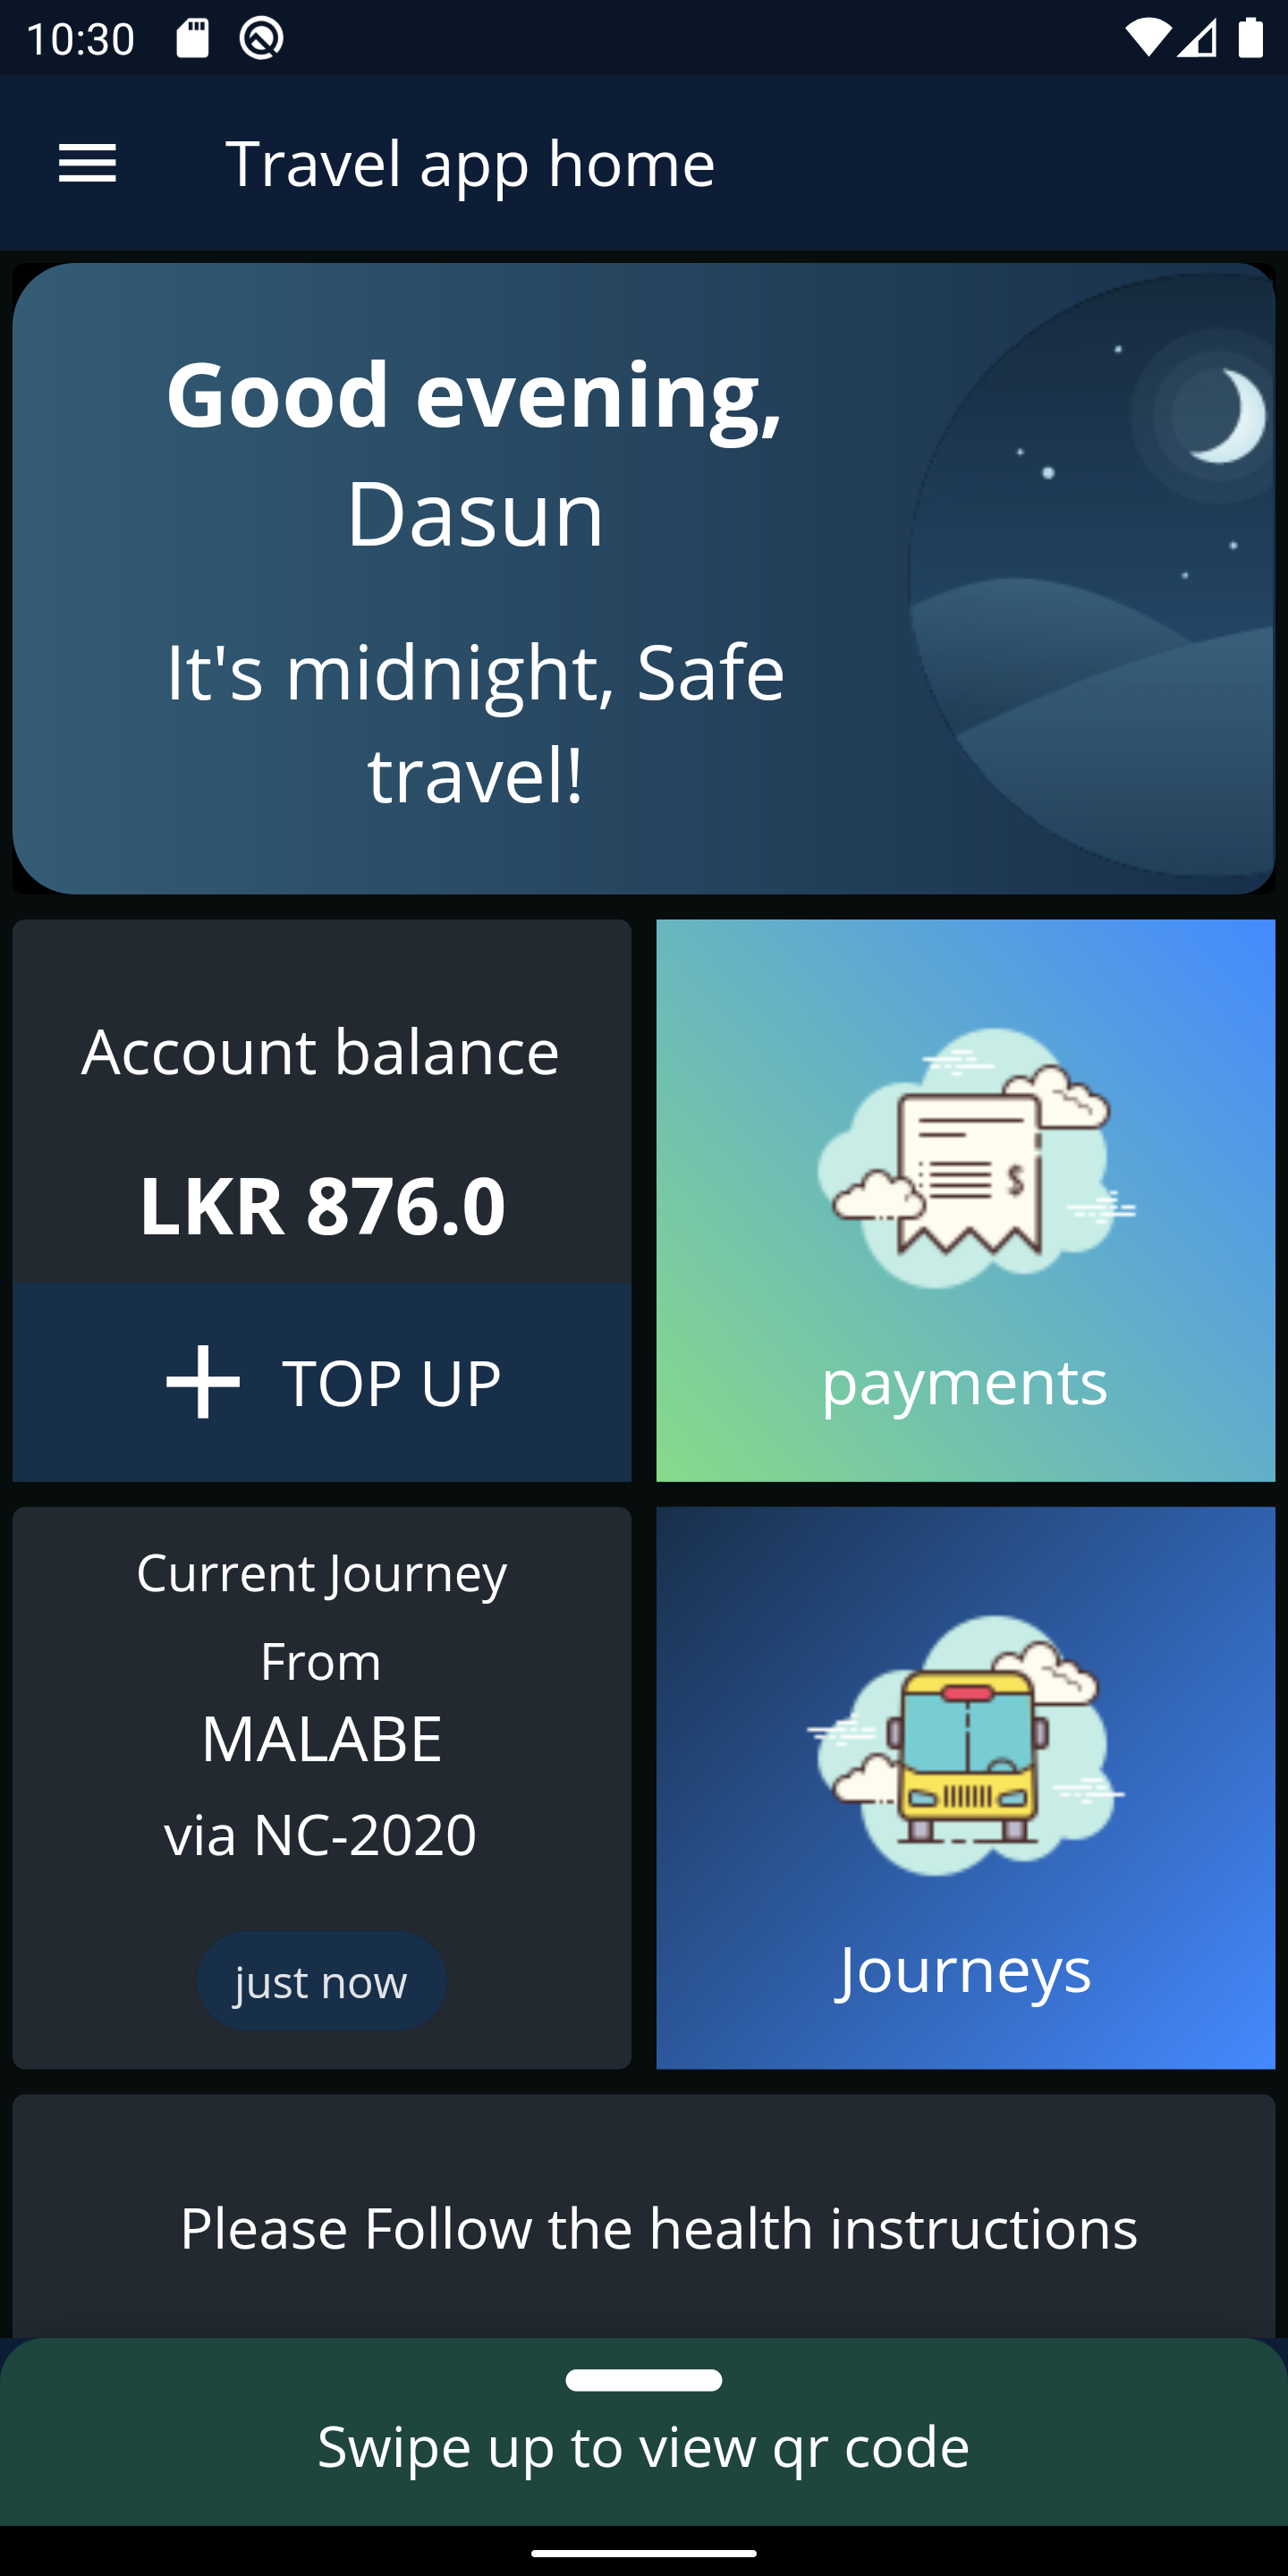 10:30
Travel app home
Good evening,
Dasun
It's midnight, Safe
travel!
Account balance
LKR 876.0
TOP UP
$
payments
Current Journey
From
MALABE
via NC-2020
just now
Journeys
Please Follow the health instructions
Swipe up to view qr code